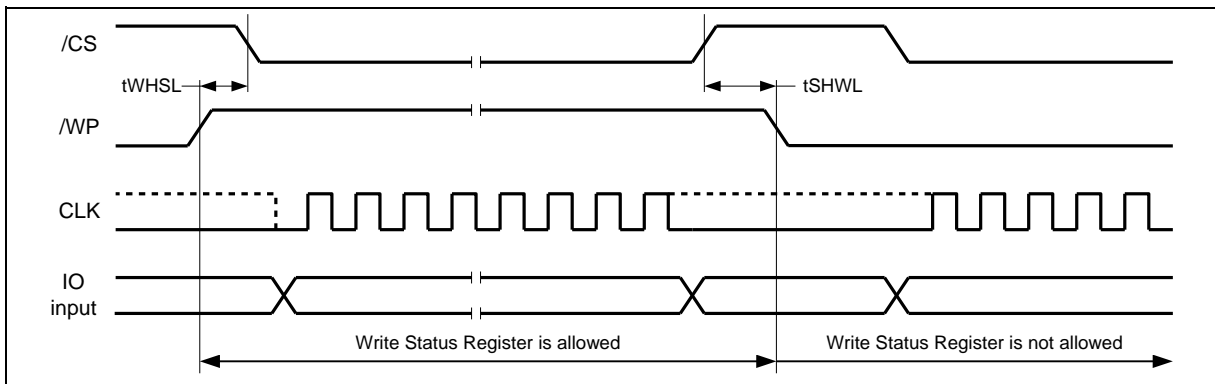 /CS
tWHSL
tSHWL
/WP
CLK
IO
input
Write Status Register is allowed
Write Status Register is not allowed